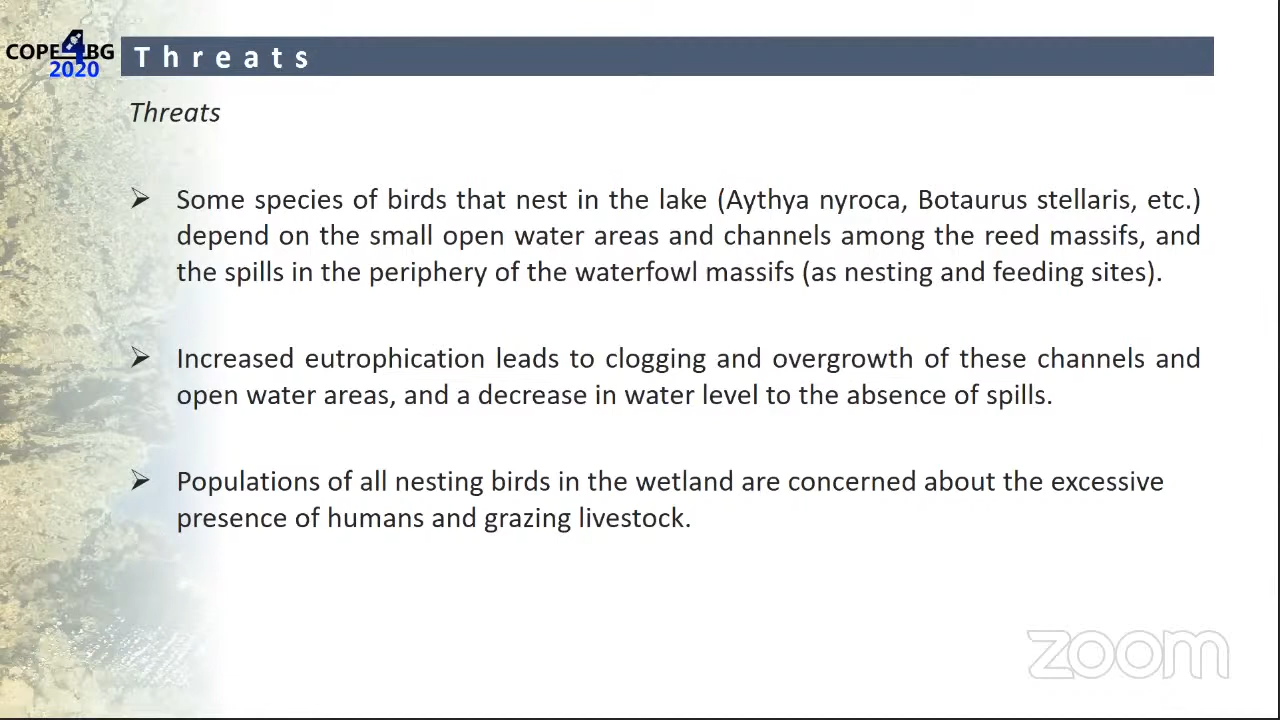 COPE4BG
2020
Threats
Threats
➢ Some species of birds that nest in the lake (Aythya nyroca, Botaurus stellaris, etc.)
depend on the small open water areas and channels among the reed massifs, and
the spills in the periphery of the waterfowl massifs (as nesting and feeding sites).
➢ Increased eutrophication leads to clogging and overgrowth of these channels and
open water areas, and a decrease in water level to the absence of spills.
➢ Populations of all nesting birds in the wetland are concerned about the excessive
presence of humans and grazing livestock.
zoom